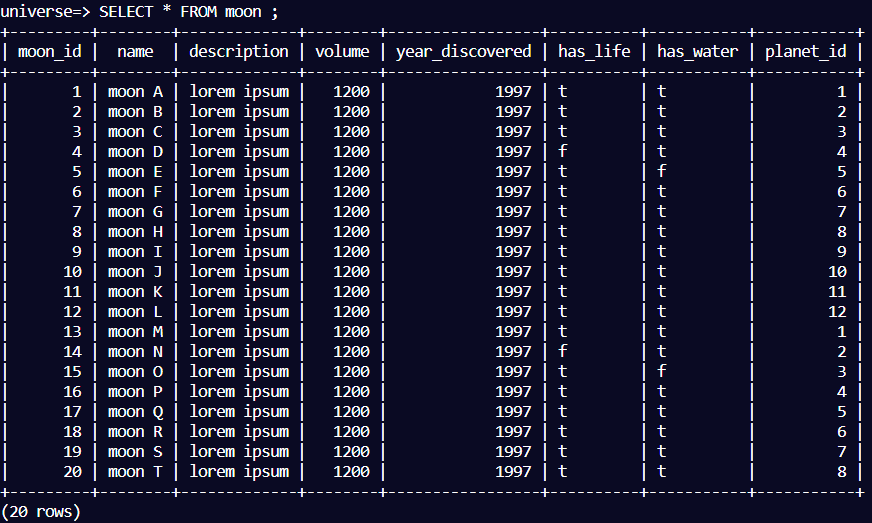 universe=> SELECT * FROM moon ;
+---------+--------+-------------+--------+-----------------+----------+-----------+-----------+
| moon_id |  name  | description | volume | year_discovered | has_life | has_water | planet_id |
+---------+--------+-------------+--------+-----------------+----------+-----------+-----------+
|       1 | moon A | lorem ipsum |   1200 |            1997 | t        | t         |         1 |
|       2 | moon B | lorem ipsum |   1200 |            1997 | t        | t         |         2 |
|       3 | moon C | lorem ipsum |   1200 |            1997 | t        | t         |         3 |
|       4 | moon D | lorem ipsum |   1200 |            1997 | f        | t         |         4 |
|       5 | moon E | lorem ipsum |   1200 |            1997 | t        | f         |         5 |
|       6 | moon F | lorem ipsum |   1200 |            1997 | t        | t         |         6 |
|       7 | moon G | lorem ipsum |   1200 |            1997 | t        | t         |         7 |
|       8 | moon H | lorem ipsum |   1200 |            1997 | t        | t         |         8 |
|       9 | moon I | lorem ipsum |   1200 |            1997 | t        | t         |         9 |
|      10 | moon J | lorem ipsum |   1200 |            1997 | t        | t         |        10 |
|      11 | moon K | lorem ipsum |   1200 |            1997 | t        | t         |        11 |
|      12 | moon L | lorem ipsum |   1200 |            1997 | t        | t         |        12 |
|      13 | moon M | lorem ipsum |   1200 |            1997 | t        | t         |         1 |
|      14 | moon N | lorem ipsum |   1200 |            1997 | f        | t         |         2 |
|      15 | moon O | lorem ipsum |   1200 |            1997 | t        | f         |         3 |
|      16 | moon P | lorem ipsum |   1200 |            1997 | t        | t         |         4 |
|      17 | moon Q | lorem ipsum |   1200 |            1997 | t        | t         |         5 |
|      18 | moon R | lorem ipsum |   1200 |            1997 | t        | t         |         6 |
|      19 | moon S | lorem ipsum |   1200 |            1997 | t        | t         |         7 |
|      20 | moon T | lorem ipsum |   1200 |            1997 | t        | t         |         8 |
+---------+--------+-------------+--------+-----------------+----------+-----------+-----------+
(20 rows)